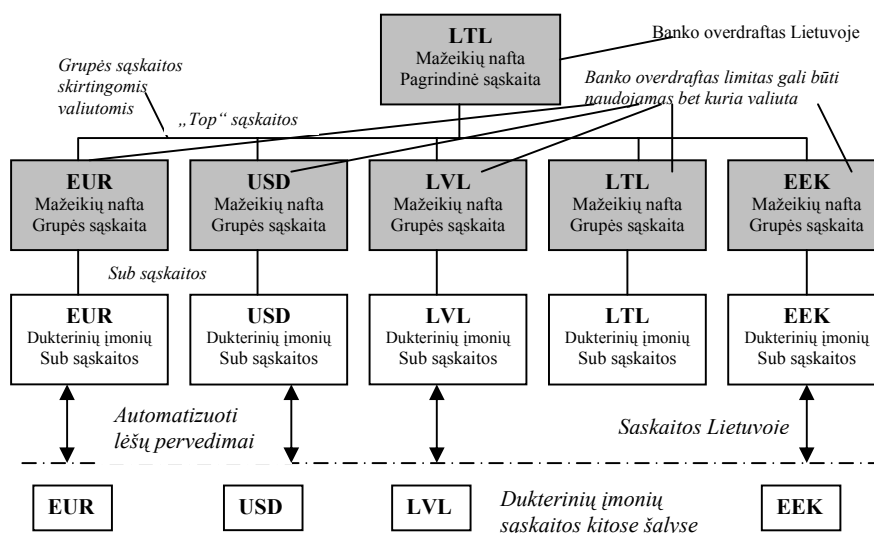 LTL
Mažeikių nafta
Pagrindinė sąskaita
Banko overdraftas Lietuvoje
Grupės sąskaitos
skirtingomis
valiutomis
Banko overdraftas limitas gali būti
naudojamas bet kuria valiuta
„Top“ sąskaitos
EUR
Mažeikių nafta
Grupės sąskaita
USD
Mažeikių nafta
Grupės sąskaita
LVL
Mažeikių nafta
Grupės sąskaita
LTL
Mažeikių nafta
Grupės sąskaita
EEK
Mažeikių nafta
Grupės sąskaita
Sub sąskaitos
EUR
Dukterinių įmonių
Sub sąskaitos
USD
Dukterinių įmonių
Sub sąskaitos
LVL
Dukterinių įmonių
Sub sąskaitos
LTL
Dukterinių įmonių
Sub sąskaitos
EEK
Dukterinių įmonių
Sub sąskaitos
Automatizuoti
lėšų pervedimai
Saskaitos Lietuvoie
EUR
USD
LVL
Dukterinių įmonių
sąskaitos kitose šalyse
EEK